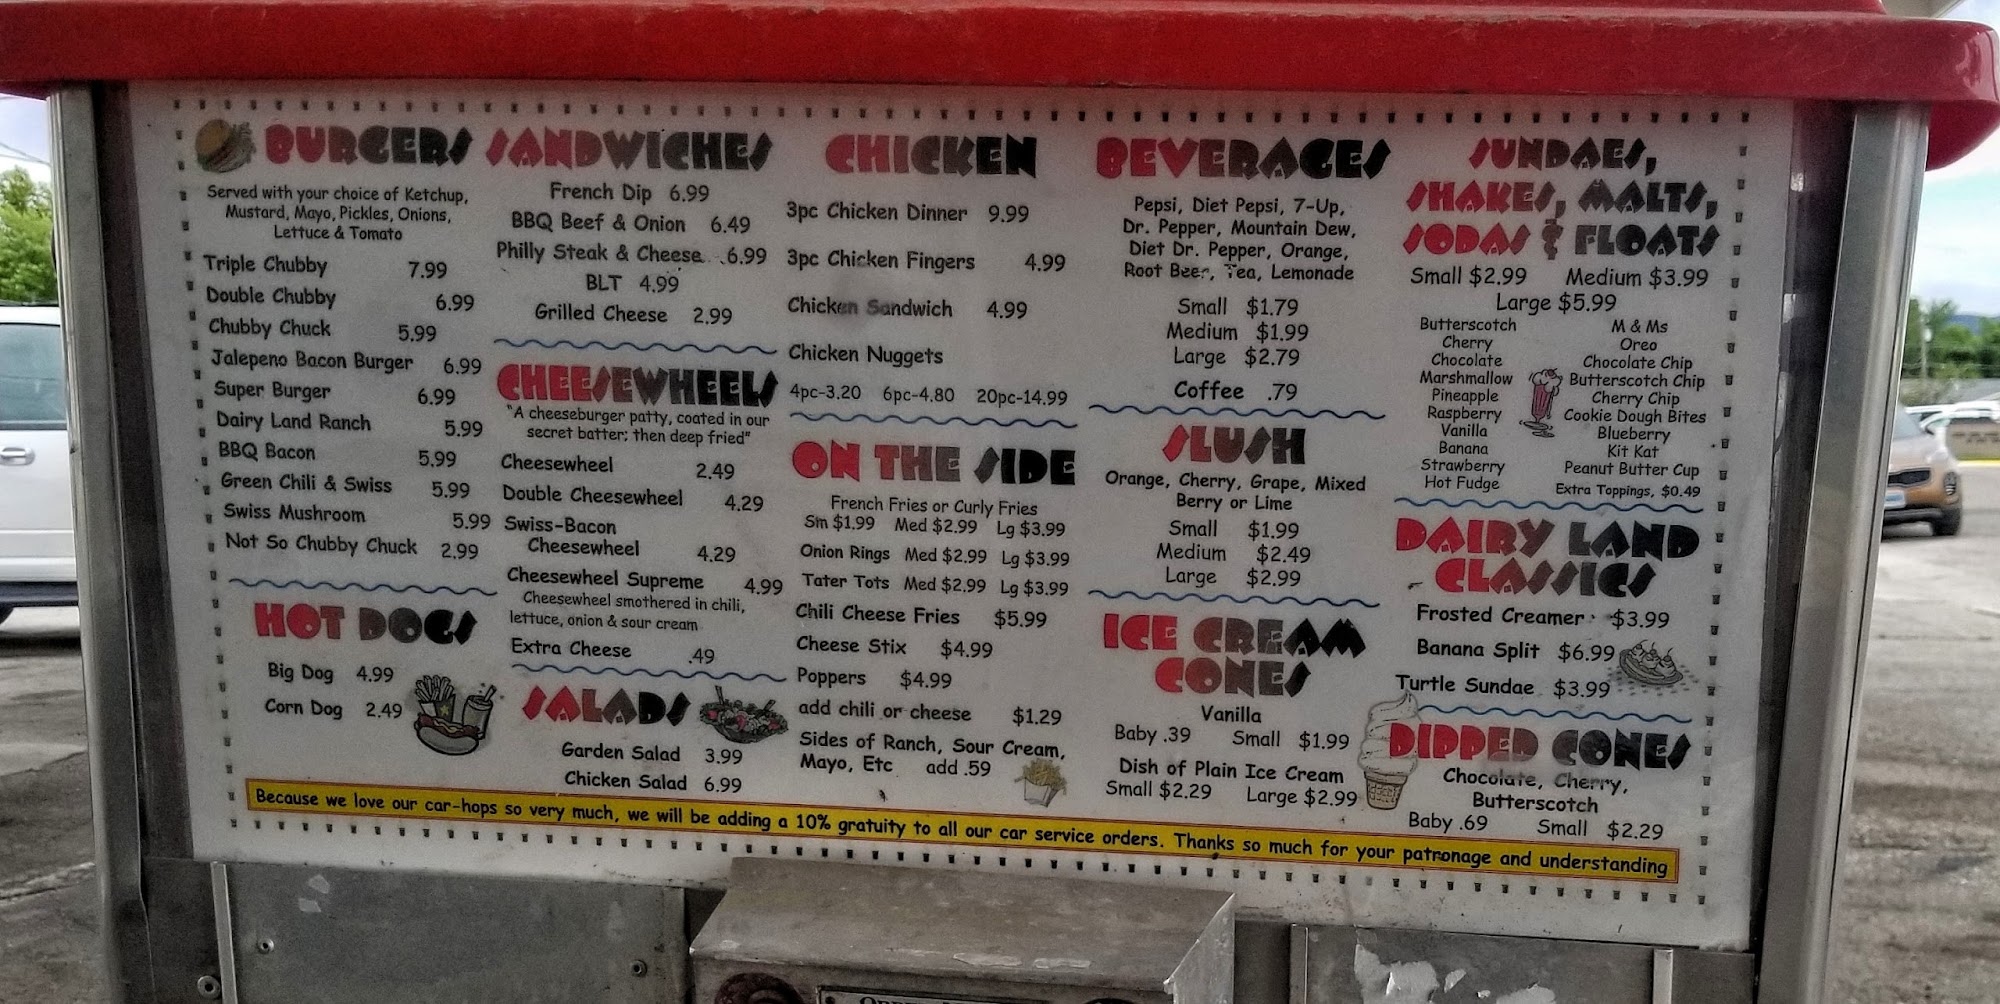 BURGERS
Served with your choice of Ketchup,
Mustard, Mayo, Pickles, Onions,
Lettuce & Tomato
Triple Chubby 7.99
Double Chubby 6.99
Chubby Chuck 5.99
Jalepeno Bacon Burger 6.99
Super Burger 6.99
Dairy Land Ranch 5.99
BBQ Bacon 5.99
Green Chili & Swiss 5.99
Swiss Mushroom 5.99
Not So Chubby Chuck 2.99
HOT DOGS
Big Dog 4.99
Corn Dog 2.49
SANDWICHES
French Dip 6.99
BBQ Beef & Onion 6.49
Philly Steak & Cheese 6.99
BLT 4.99
Grilled Cheese 2.99
CHEESEWHEELS
"A cheeseburger patty, coated in our
secret batter; then deep fried"
Cheesewheel 2.49
Double Cheesewheel 4.29
Swiss-Bacon
Cheesewheel 4.29
Cheesewheel Supreme 4.99
Cheesewheel smothered in chili,
lettuce, onion & sour cream
Extra Cheese .49
SALADS
Garden Salad 3.99
Chicken Salad 6.99
CHICKEN
3pc Chicken Dinner 9.99
3pc Chicken Fingers 4.99
Chicken Sandwich 4.99
Chicken Nuggets
4pc-3.20 6pc-4.80 20pc-14.99
ON THE SIDE
French Fries or Curly Fries
Sm $1.99 Med $2.99 Lg $3.99
Onion Rings Med $2.99 Lg $3.99
Tater Tots Med $2.99 Lg $3.99
Chili Cheese Fries $5.99
Cheese Stix $4.99
Poppers $4.99
add chili or cheese $1.29
Sides of Ranch, Sour Cream,
Mayo, Etc add .59
BEVERAGES
Pepsi, Diet Pepsi, 7-Up,
Dr. Pepper, Mountain Dew,
Diet Dr. Pepper, Orange,
Root Beer, Tea, Lemonade
Small $1.79
Medium $1.99
Large $2.79
Coffee .79
SLUSH
Orange, Cherry, Grape, Mixed
Berry or Lime
Small $1.99
Medium $2.49
Large $2.99
ICE CREAM
CONES
Vanilla
Baby .39 Small $1.99
Dish of Plain Ice Cream
Small $2.29 Large $2.99
SUNDAES,
SHAKES, MALTS,
SODAS & FLOATS
Small $2.99 Medium $3.99
Large $5.99
Butterscotch
Cherry
Chocolate
Marshmallow
Pineapple
Raspberry
Vanilla
Banana
Strawberry
Hot Fudge
M & Ms
Oreo
Chocolate Chip
Butterscotch Chip
Cherry Chip
Cookie Dough Bites
Blueberry
Kit Kat
Peanut Butter Cup
Extra Toppings, $0.49
DAIRY LAND
CLASSICS
Frosted Creamer $3.99
Banana Split $6.99
Turtle Sundae $3.99
DIPPED CONES
Chocolate, Cherry,
Butterscotch
Baby .69 Small $2.29
Because we love our car-hops so very much, we will be adding a 10% gratuity to all our car service orders. Thanks so much for your patronage and understanding